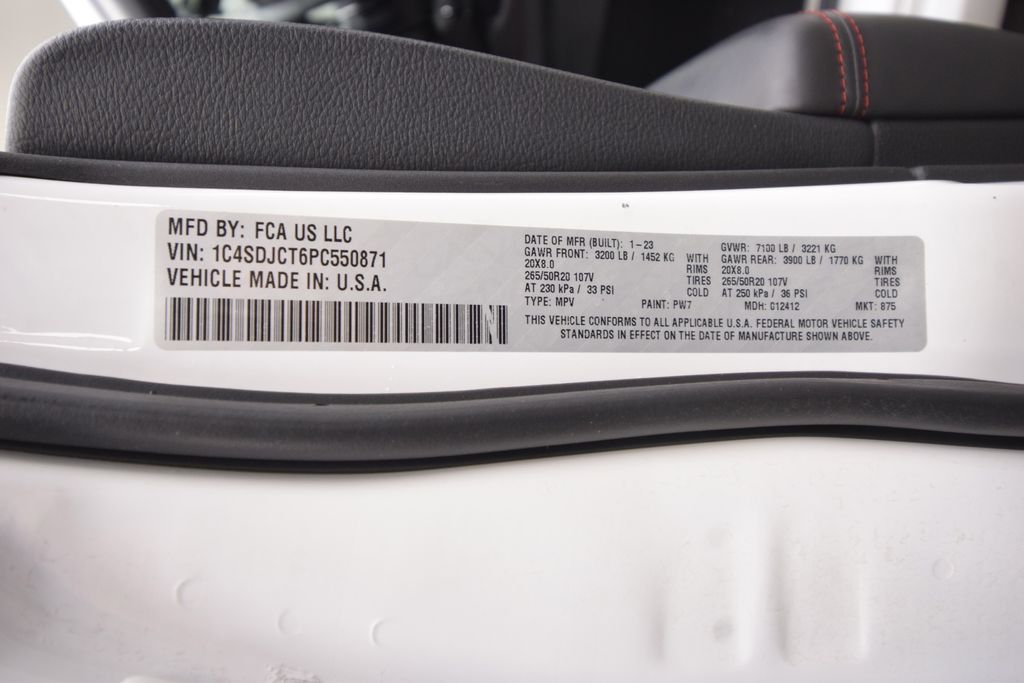 MFD BY: FCA US LLC
VIN: 1C4SDJCT6PC550871
VEHICLE MADE IN: U.S.A.
DATE OF MFR (BUILT): 1-23
GAWR FRONT: 3200 LB / 1452 KG WITH
20X8.0 RIMS
265/50R20 107V TIRES
AT 230 kPa / 33 PSI COLD
TYPE: MPV PAINT: PW7
GVWR: 7100 LB / 3221 KG
GAWR REAR: 3900 LB / 1770 KG WITH
20X8.0 RIMS
265/50R20 107V TIRES
AT 250 kPa / 36 PSI COLD
MDH: 012412 MKT: 875
THIS VEHICLE CONFORMS TO ALL APPLICABLE U.S.A. FEDERAL MOTOR VEHICLE SAFETY
STANDARDS IN EFFECT ON THE DATE OF MANUFACTURE SHOWN ABOVE.
N